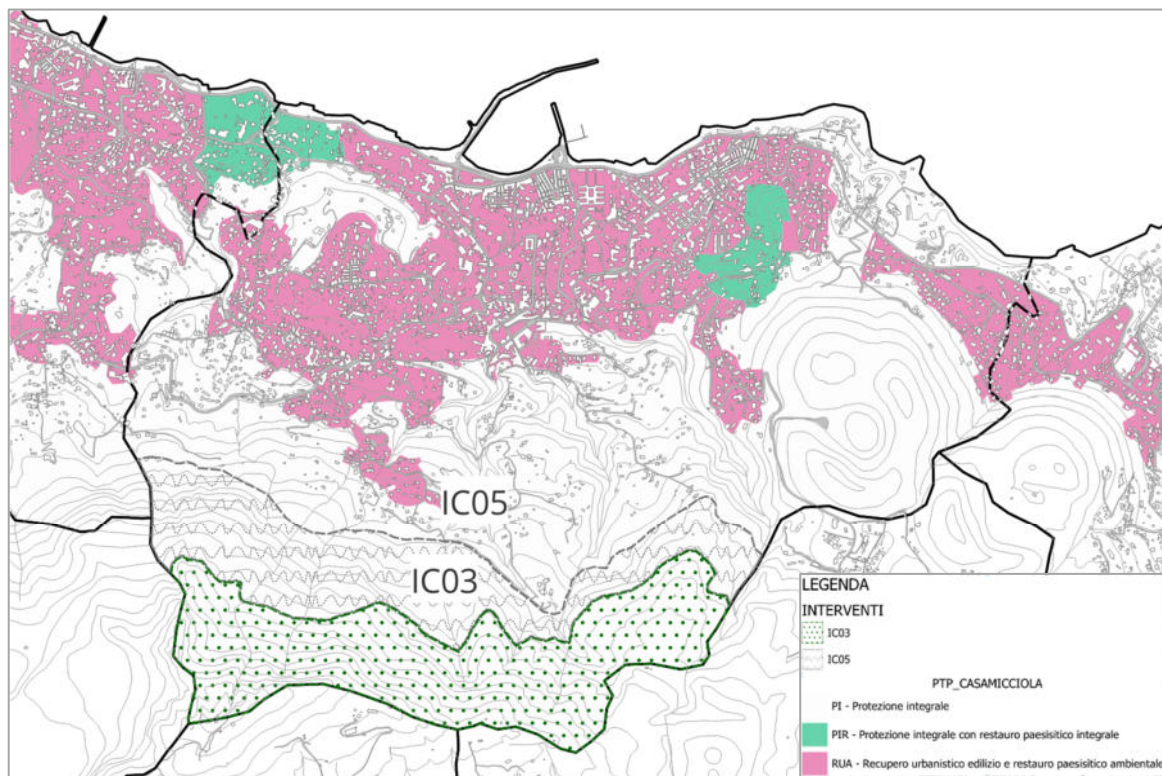 IC05
IC03
LEGENDA
INTERVENTI
IC03
IC05
PTP_CASAMICCIOLA
PI - Protezione integrale
PIR - Protezione integrale con restauro paesisitico integrale
RUA - Recupero urbanistico edilizio e restauro paesisitico ambientale